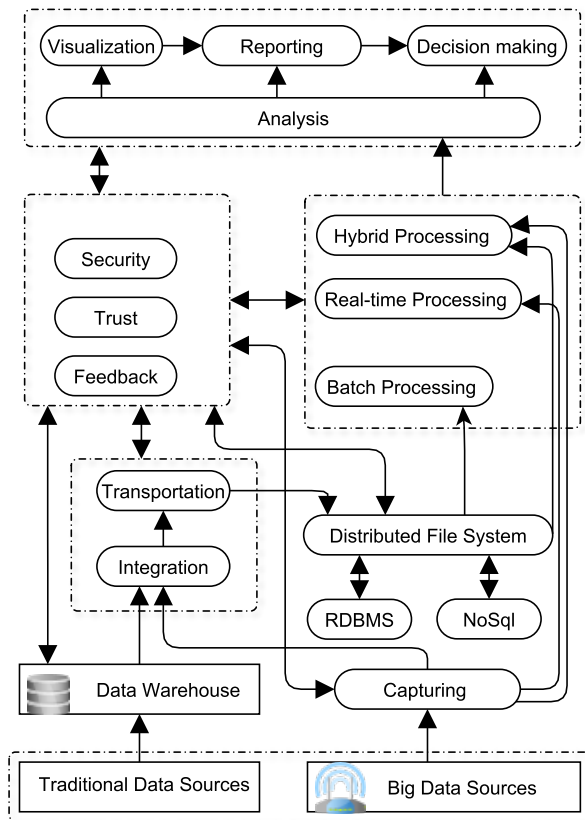 Visualization
Reporting
Decision making
Analysis
Security
Trust
Feedback
Hybrid Processing
Real-time Processing
Batch Processing
Transportation
Integration
Distributed File System
RDBMS
NoSql
Data Warehouse
Capturing
Traditional Data Sources
Big Data Sources